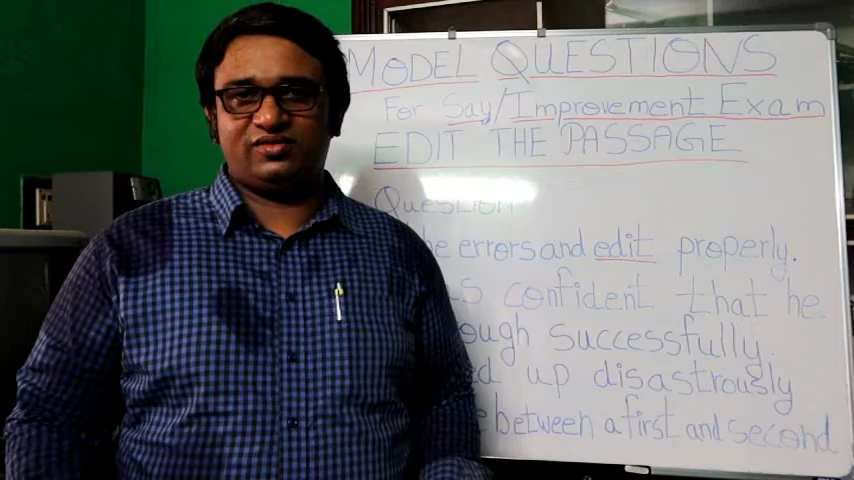 MODEL QUESTIONS
For Say/Improvement Exam
EDIT THE PASSAGE
Question
errors and edit properly.
confident that he
successfully.
up disastrously
between a first and second